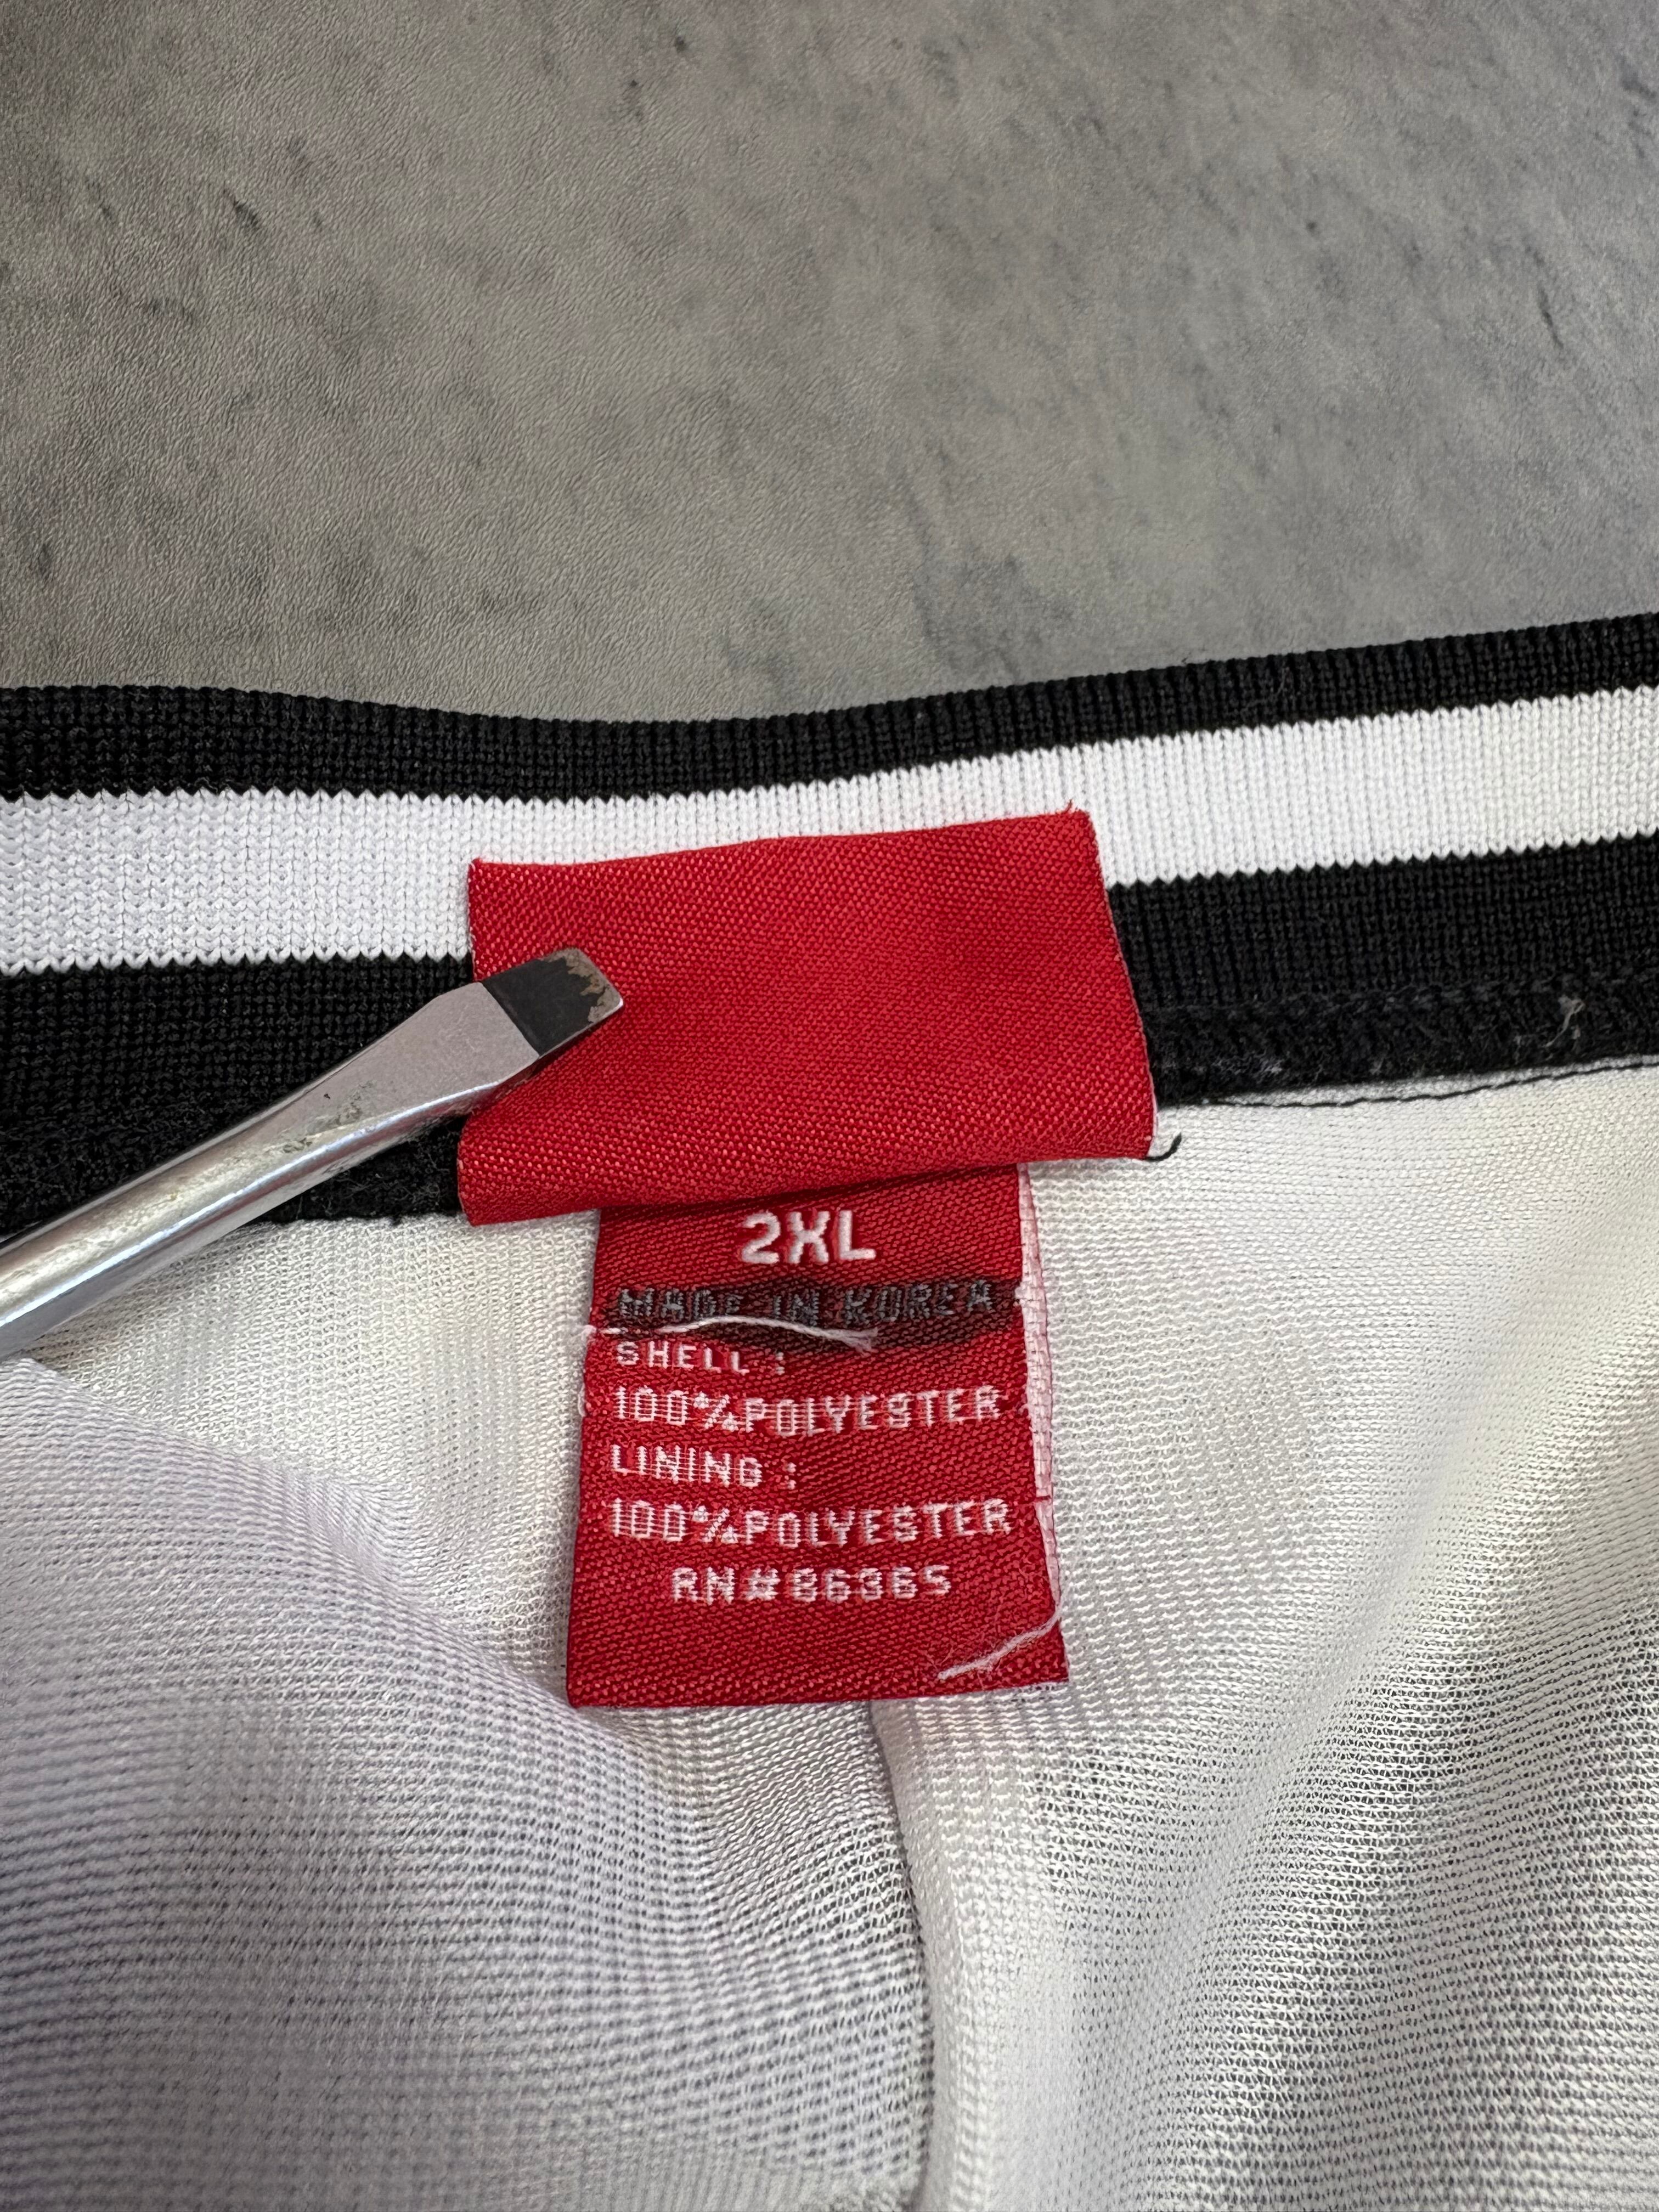 2XL
MADE IN KOREA
SHELL :
100%POLYESTER
LINING :
100%POLYESTER
RN#86365